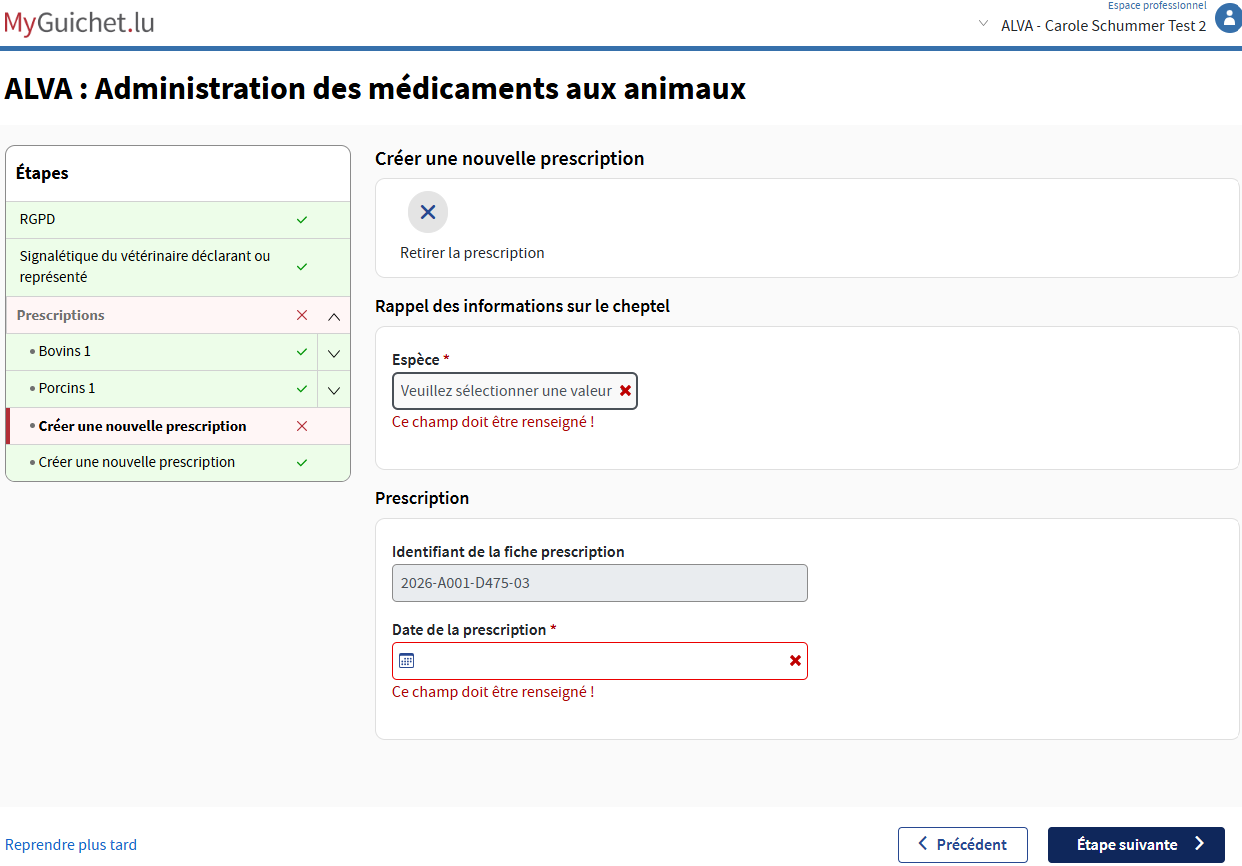 MyGuichet.lu
Espace professionnel
ALVA - Carole Schummer Test 2
ALVA : Administration des médicaments aux animaux
Étapes
RGPD
Signalétique du vétérinaire déclarant ou
représenté
Prescriptions
Bovins 1
Porcins 1
Créer une nouvelle prescription
Créer une nouvelle prescription
Créer une nouvelle prescription
Retirer la prescription
Rappel des informations sur le cheptel
Espèce *
Veuillez sélectionner une valeur
Ce champ doit être renseigné !
Prescription
Identifiant de la fiche prescription
2026-A001-D475-03
Date de la prescription *
Ce champ doit être renseigné !
Reprendre plus tard
Précédent
Étape suivante